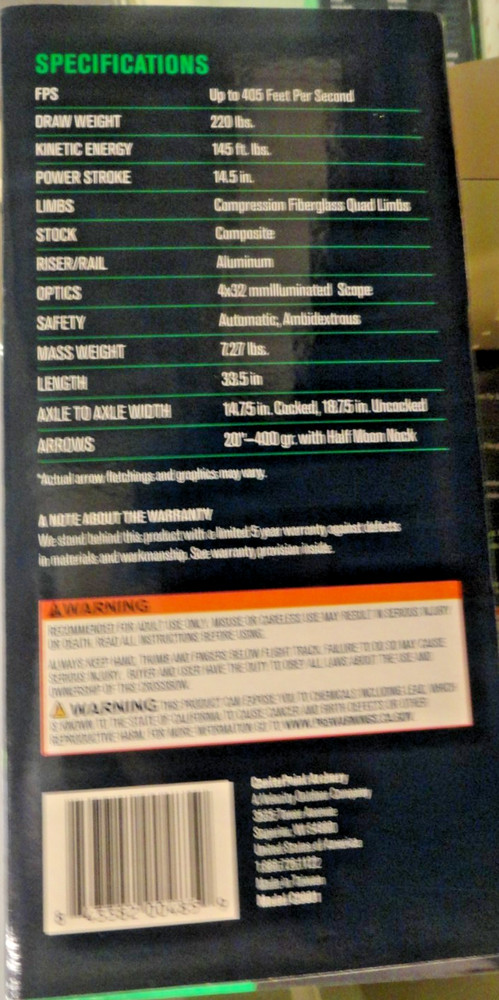 SPECIFICATIONS
FPS Up to 405 Feet Per Second
DRAW WEIGHT 220 lbs.
KINETIC ENERGY 145 ft. lbs.
POWER STROKE 14.5 in.
LIMBS Compression Fiberglass Quad Limbs
STOCK Composite
RISER/RAIL Aluminum
OPTICS 4x32 mmIlluminated Scope
SAFETY Automatic, Ambidextrous
MASS WEIGHT 7.27 lbs.
LENGTH 33.5 in
AXLE TO AXLE WIDTH 14.75 in. Cocked, 18.75 in. Uncocked
ARROWS 20"–400 gr. with Half Moon Nock
*Actual arrow fletchings and graphics may vary.
A NOTE ABOUT THE WARRANTY
We stand behind this product with a limited 5 year warranty against defects
in materials and workmanship. See warranty provision inside.
WARNING
RECOMMENDED FOR ADULT USE ONLY. MISUSE OR CARELESS USE MAY RESULT IN SERIOUS INJURY
OR DEATH. READ ALL INSTRUCTIONS BEFORE USING.
ALWAYS KEEP HAND, THUMB AND FINGERS BELOW FLIGHT TRACK. FAILURE TO DO SO MAY CAUSE
SERIOUS INJURY. BUYER AND USER HAVE THE DUTY TO OBEY ALL LAWS ABOUT THE USE AND
OWNERSHIP OF THIS CROSSBOW.
WARNING THIS PRODUCT CAN EXPOSE YOU TO CHEMICALS INCLUDING LEAD, WHICH
IS KNOWN TO THE STATE OF CALIFORNIA TO CAUSE CANCER AND BIRTH DEFECTS OR OTHER
REPRODUCTIVE HARM. FOR MORE INFORMATION GO TO WWW.P65WARNINGS.CA.GOV.
Archery
A Velocity Outdoor Company
Superior, WI
United States of America
Made in Taiwan
Model